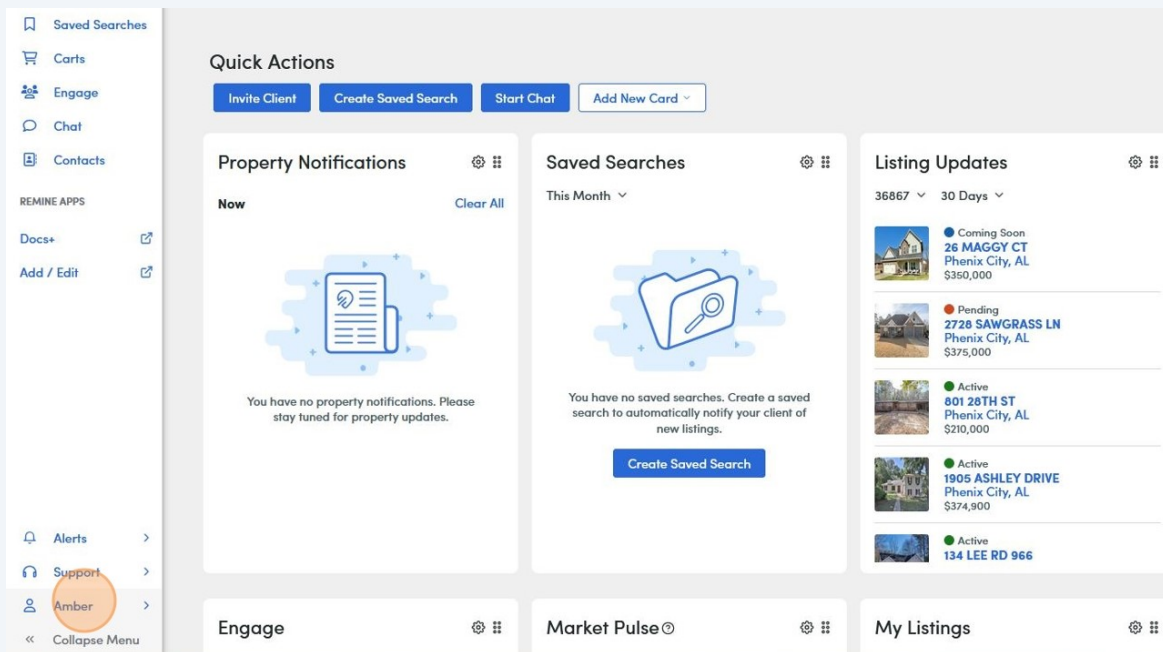 Saved Searches
Carts
Engage
Chat
Contacts
REMINE APPS
Docs+
Add / Edit
Alerts
Support
Amber
Collapse Menu
Quick Actions
Invite Client
Create Saved Search
Start Chat
Add New Card
Property Notifications
Now
Clear All
You have no property notifications. Please
stay tuned for property updates.
Saved Searches
This Month
You have no saved searches. Create a saved
search to automatically notify your client of
new listings.
Create Saved Search
Listing Updates
36867
30 Days
Coming Soon
26 MAGGY CT
Phenix City, AL
$350,000
Pending
2728 SAWGRASS LN
Phenix City, AL
$375,000
Active
801 28TH ST
Phenix City, AL
$210,000
Active
1905 ASHLEY DRIVE
Phenix City, AL
$374,900
Active
134 LEE RD 966
Engage
Market Pulse
My Listings